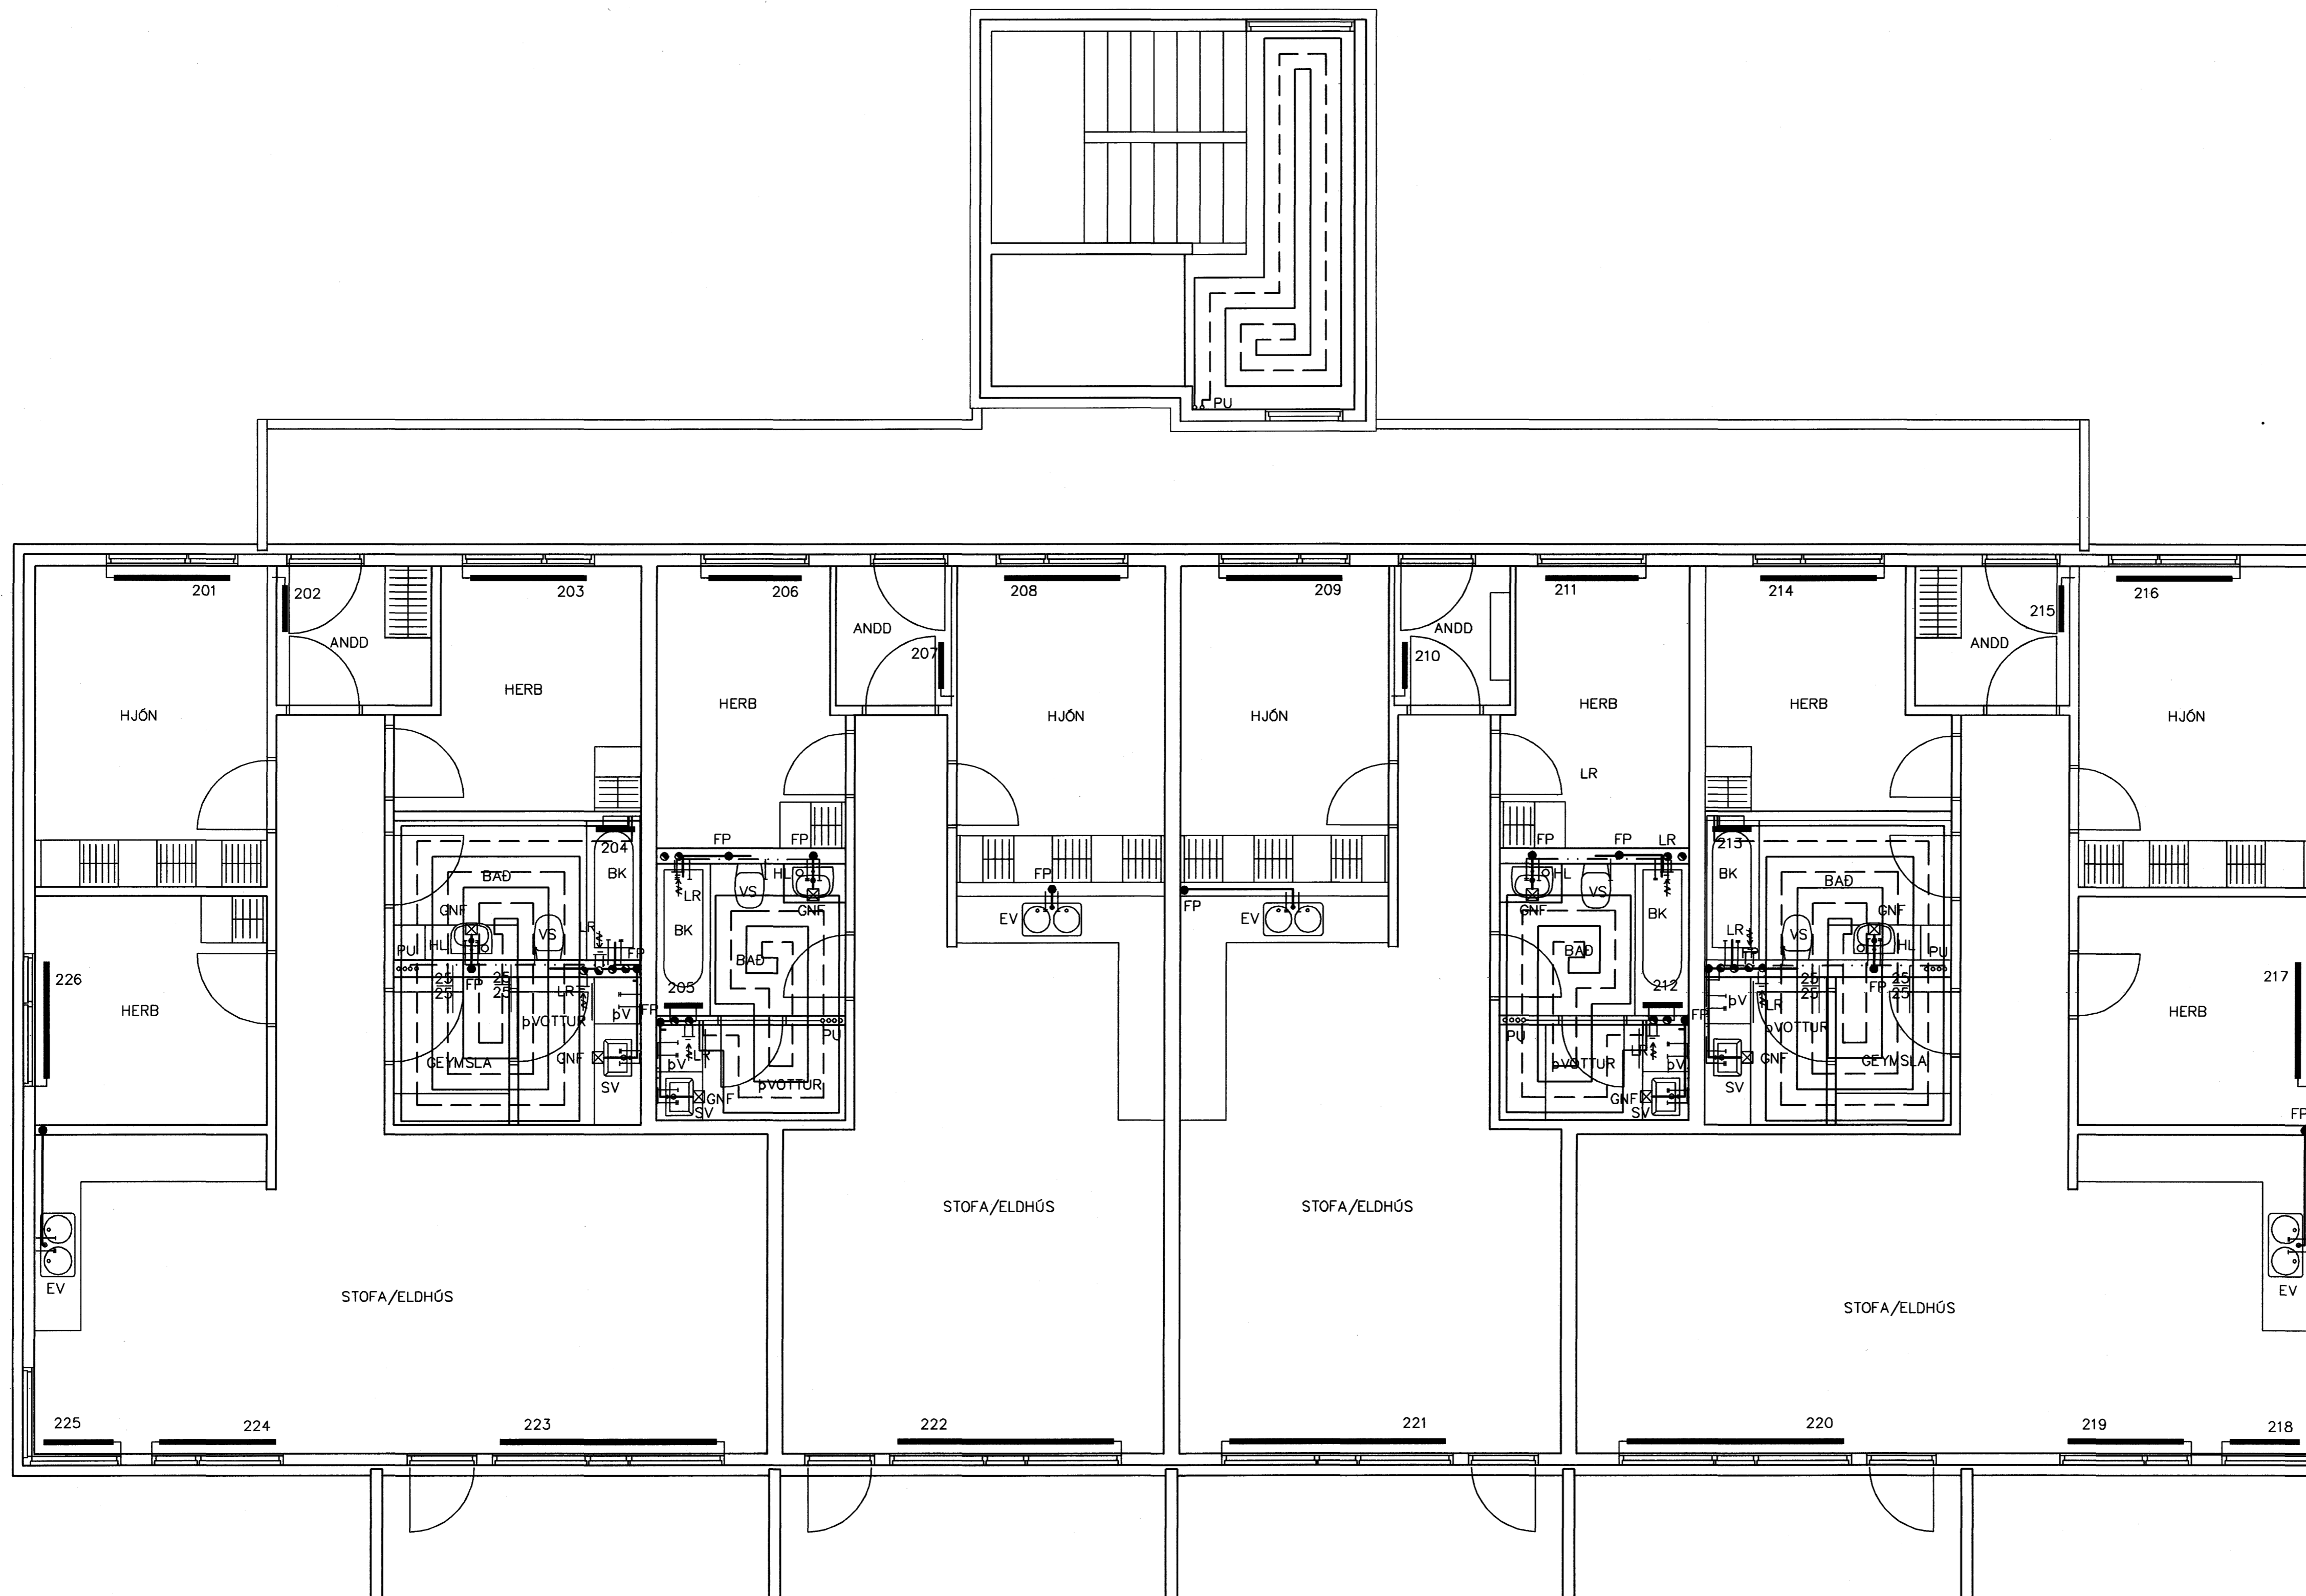 PU
201
202
203
206
208
209
211
214
215
216
ANDD
ANDD
207
210
ANDD
ANDD
HERB
HERB
HERB
HERB
HJÓN
HJÓN
HJÓN
HJÓN
LR
FP
FP
FP
FP
LR
204
213
BAÐ
BK
VS
HL
FP
HL
VS
BK
BAÐ
GNF
LR
GNF
GNF
GNF
EV
FP
EV
BK
BK
LR
VS
LR
VS
PU
HL
FP
FP
HL
PU
BAÐ
BAÐ
226
25
25
FP
25
25
205
212
25
25
FP
25
25
217
HERB
LR
ÞV
FP
FP
ÞV
LR
HERB
ÞVOTTUR
PU
PU
ÞVOTTUR
GEYMSLA
GNF
LR
ÞV
ÞVOTTUR
ÞVOTTUR
LR
ÞV
GNF
GEYMSLA
SV
GNF
SV
GNF
SV
SV
FP
STOFA/ELDHÚS
STOFA/ELDHÚS
EV
EV
STOFA/ELDHÚS
STOFA/ELDHÚS
225
224
223
222
221
220
219
218